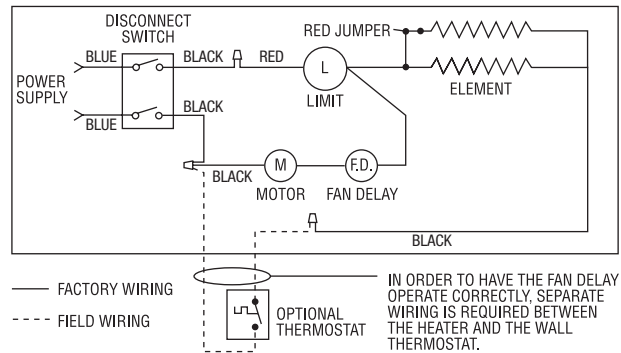 DISCONNECT
SWITCH
RED JUMPER
BLUE
BLACK
RED
L
LIMIT
ELEMENT
POWER
SUPPLY
BLUE
BLACK
BLACK
M
MOTOR
F.D.
FAN DELAY
BLACK
FACTORY WIRING
FIELD WIRING
OPTIONAL
THERMOSTAT
IN ORDER TO HAVE THE FAN DELAY
OPERATE CORRECTLY, SEPARATE
WIRING IS REQUIRED BETWEEN
THE HEATER AND THE WALL
THERMOSTAT.